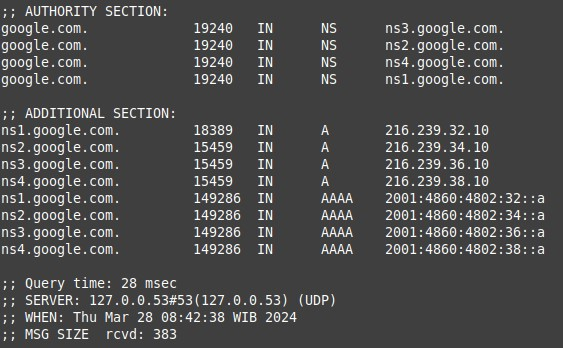 ;; AUTHORITY SECTION:
google.com.		19240	IN	NS	ns3.google.com.
google.com.		19240	IN	NS	ns2.google.com.
google.com.		19240	IN	NS	ns4.google.com.
google.com.		19240	IN	NS	ns1.google.com.

;; ADDITIONAL SECTION:
ns1.google.com.		18389	IN	A	216.239.32.10
ns2.google.com.		15459	IN	A	216.239.34.10
ns3.google.com.		15459	IN	A	216.239.36.10
ns4.google.com.		15459	IN	A	216.239.38.10
ns1.google.com.		149286	IN	AAAA	2001:4860:4802:32::a
ns2.google.com.		149286	IN	AAAA	2001:4860:4802:34::a
ns3.google.com.		149286	IN	AAAA	2001:4860:4802:36::a
ns4.google.com.		149286	IN	AAAA	2001:4860:4802:38::a

;; Query time: 28 msec
;; SERVER: 127.0.0.53#53(127.0.0.53) (UDP)
;; WHEN: Thu Mar 28 08:42:38 WIB 2024
;; MSG SIZE  rcvd: 383